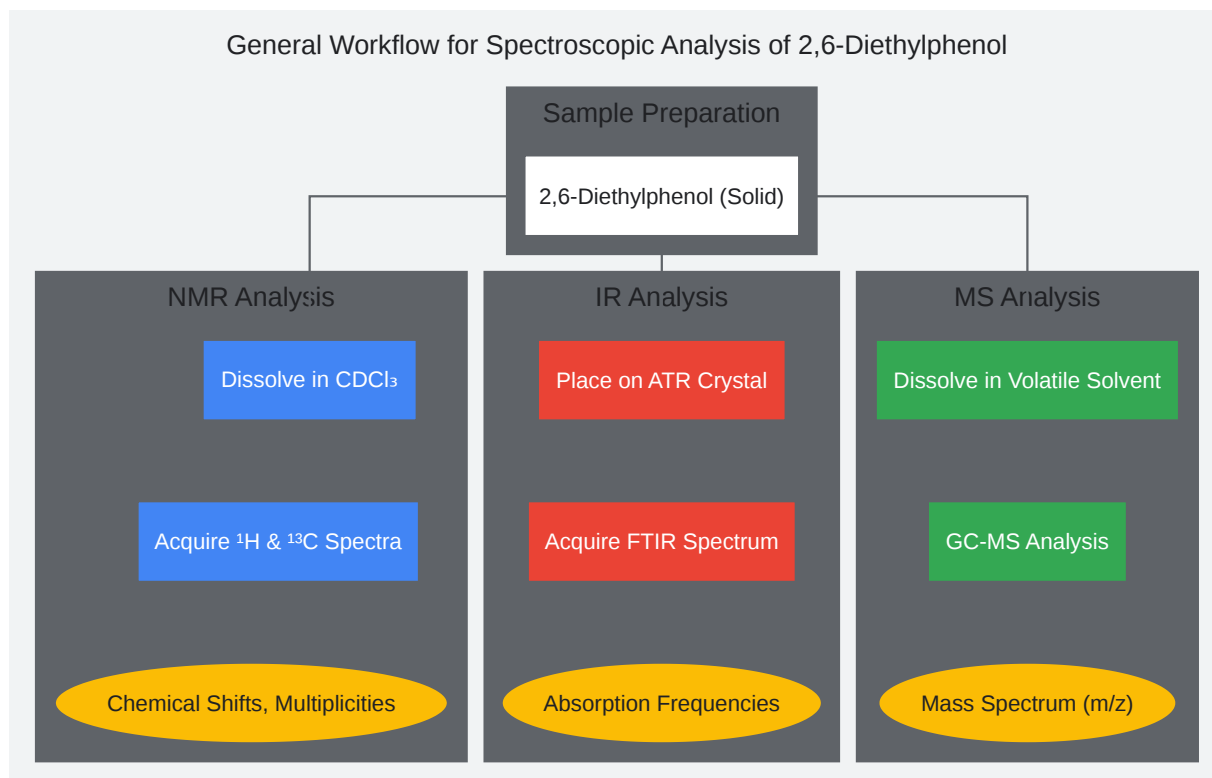 General Workflow for Spectroscopic Analysis of 2,6-Diethylphenol
Sample Preparation
2,6-Diethylphenol (Solid)
NMR Analysis
Dissolve in CDCl₃
Acquire ¹H & ¹³C Spectra
Chemical Shifts, Multiplicities
IR Analysis
Place on ATR Crystal
Acquire FTIR Spectrum
Absorption Frequencies
MS Analysis
Dissolve in Volatile Solvent
GC-MS Analysis
Mass Spectrum (m/z)